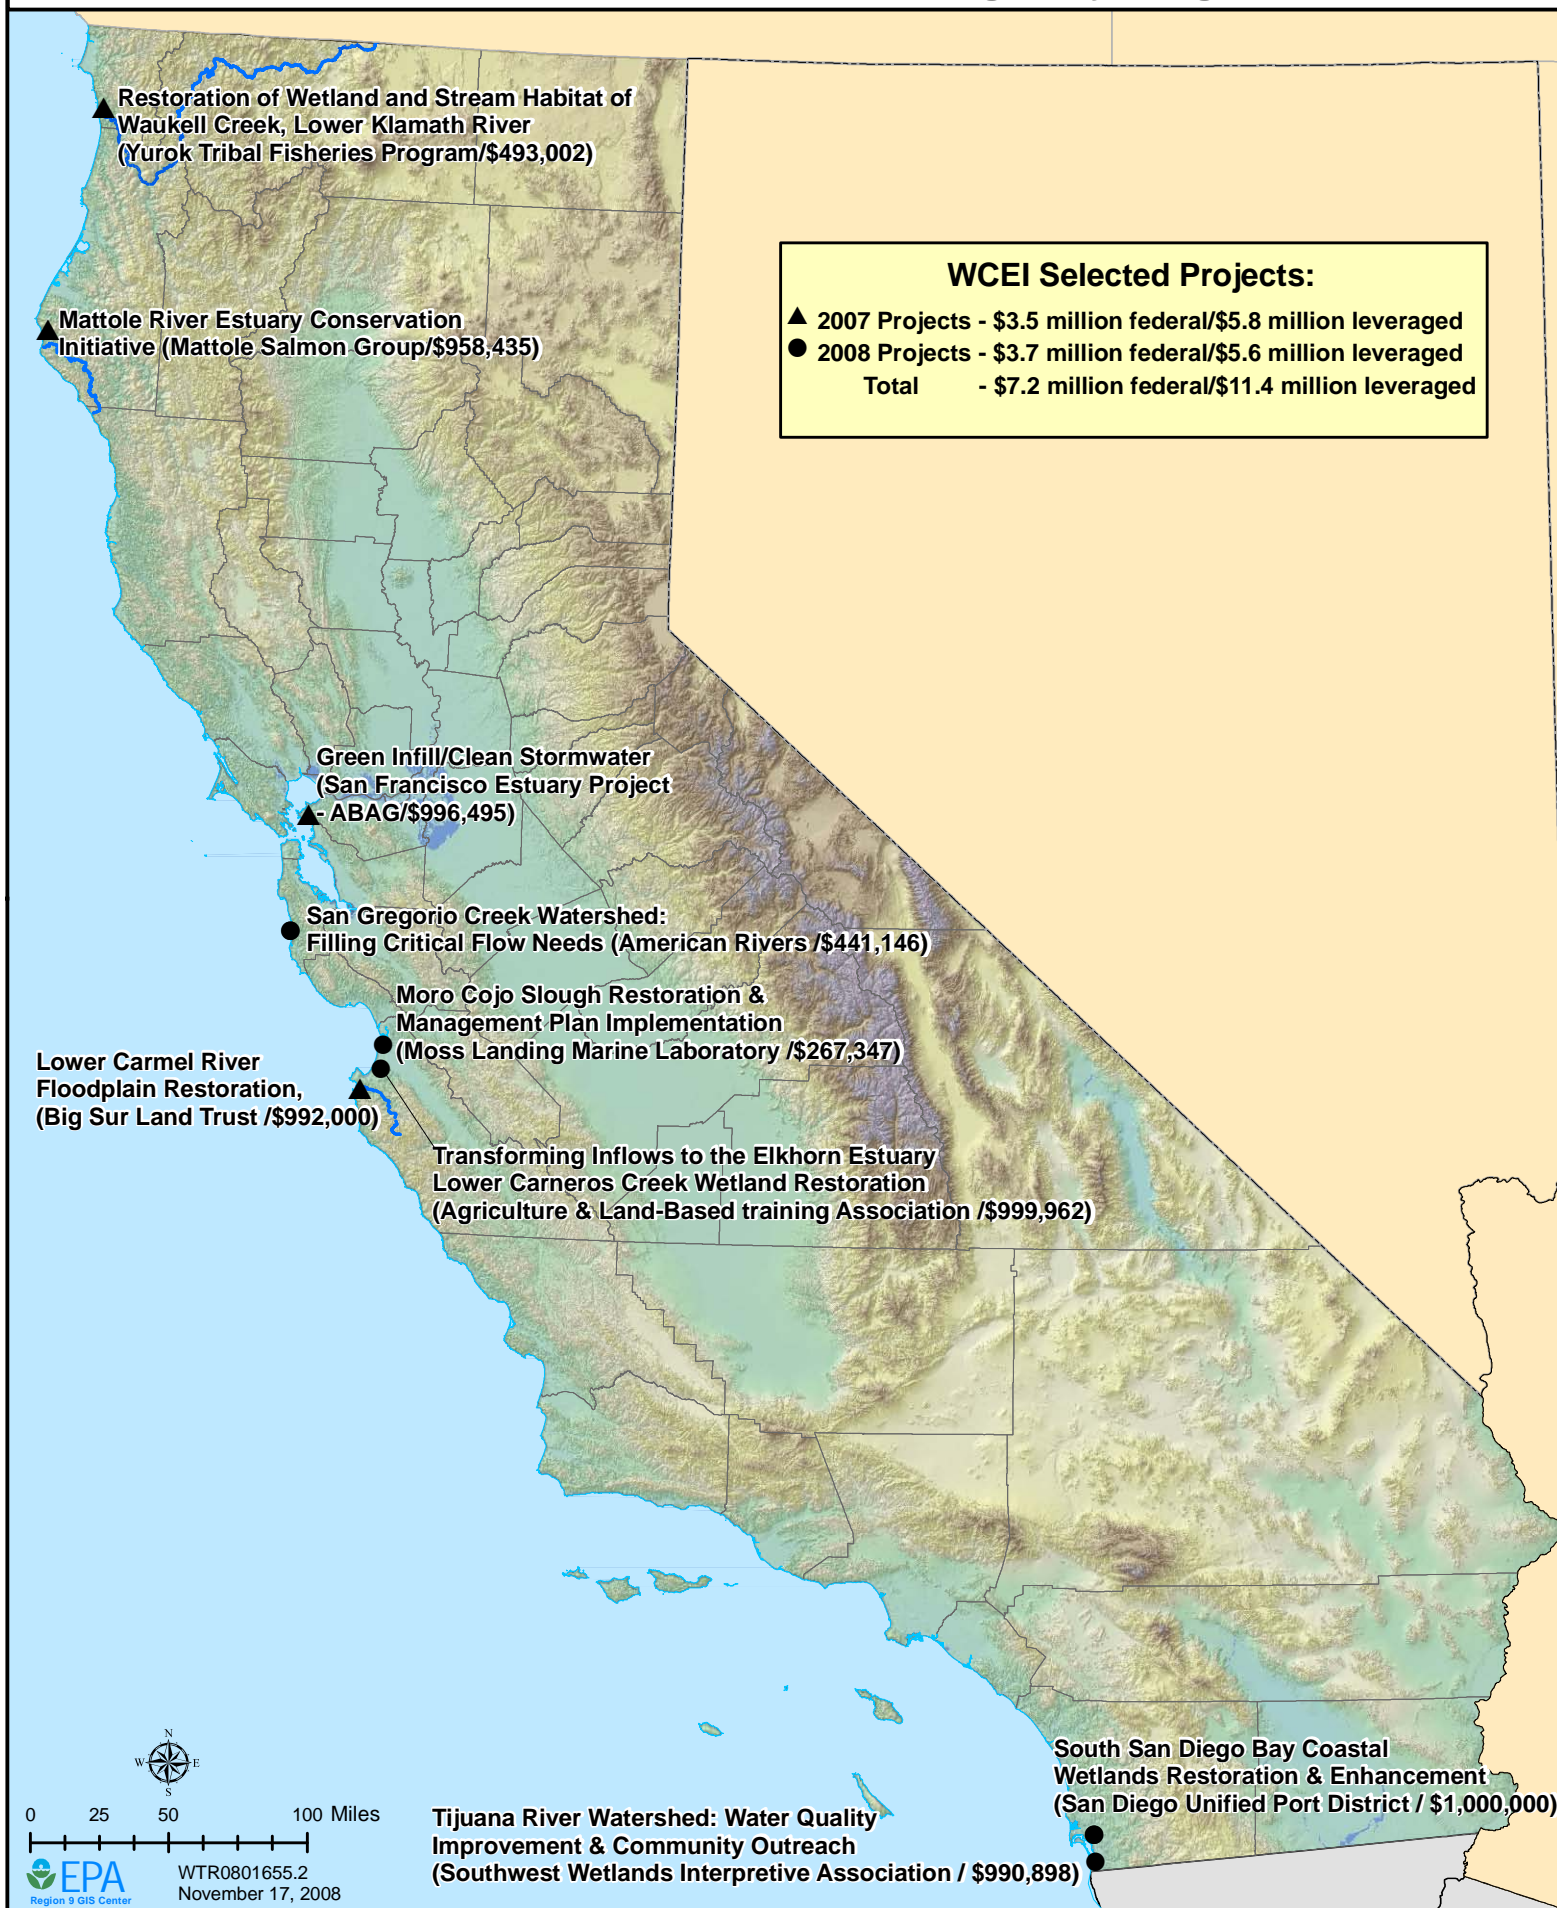 Restoration of Wetland and Stream Habitat of
Waukell Creek, Lower Klamath River
(Yurok Tribal Fisheries Program/$493,002)
WCEI Selected Projects:
2007 Projects - $3.5 million federal/$5.8 million leveraged
2008 Projects - $3.7 million federal/$5.6 million leveraged
Total - $7.2 million federal/$11.4 million leveraged
Mattole River Estuary Conservation
Initiative (Mattole Salmon Group/$958,435)
Green Infill/Clean Stormwater
(San Francisco Estuary Project
- ABAG/$996,495)
San Gregorio Creek Watershed:
Filling Critical Flow Needs (American Rivers /$441,146)
Moro Cojo Slough Restoration &
Management Plan Implementation
(Moss Landing Marine Laboratory /$267,347)
Lower Carmel River
Floodplain Restoration,
(Big Sur Land Trust /$992,000)
Transforming Inflows to the Elkhorn Estuary
Lower Carneros Creek Wetland Restoration
(Agriculture & Land-Based training Association /$999,962)
South San Diego Bay Coastal
Wetlands Restoration & Enhancement
(San Diego Unified Port District / $1,000,000)
Tijuana River Watershed: Water Quality
Improvement & Community Outreach
(Southwest Wetlands Interpretive Association / $990,898)
N
W E
S
0 25 50 100 Miles
EPA
Region 9 GIS Center
WTR0801655.2
November 17, 2008